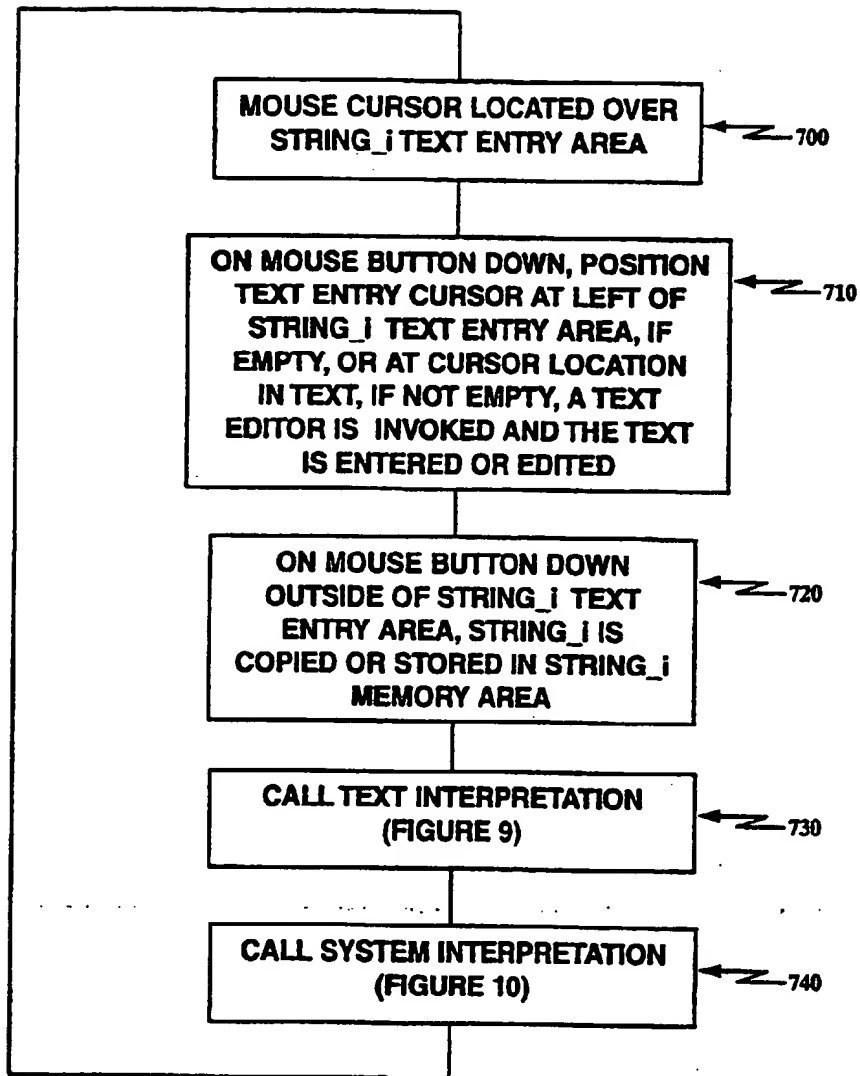 MOUSE CURSOR LOCATED OVER
STRING_i TEXT ENTRY AREA
700
ON MOUSE BUTTON DOWN, POSITION
TEXT ENTRY CURSOR AT LEFT OF
STRING_i TEXT ENTRY AREA, IF
EMPTY, OR AT CURSOR LOCATION
IN TEXT, IF NOT EMPTY, A TEXT
EDITOR IS INVOKED AND THE TEXT
IS ENTERED OR EDITED
710
ON MOUSE BUTTON DOWN
OUTSIDE OF STRING_i TEXT
ENTRY AREA, STRING_i IS
COPIED OR STORED IN STRING_i
MEMORY AREA
720
CALL TEXT INTERPRETATION
(FIGURE 9)
730
CALL SYSTEM INTERPRETATION
(FIGURE 10)
740